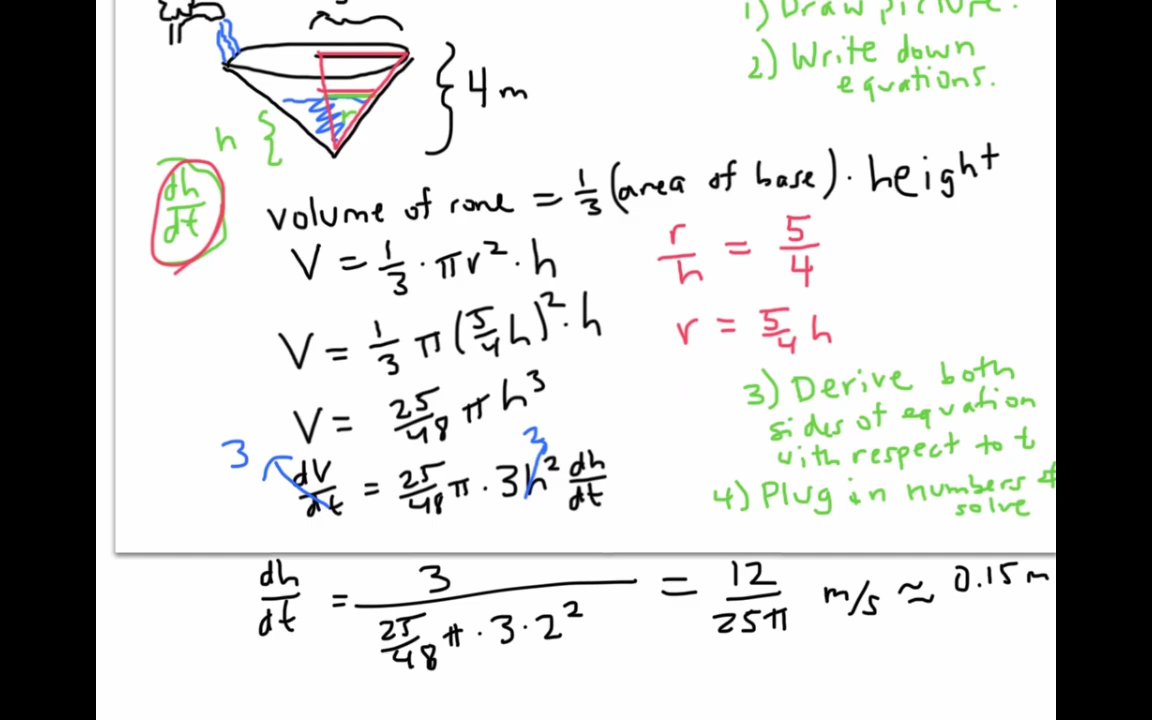 1) Draw picture.
2) Write down
equations.
4 m
h
r
dh/dt
volume of cone = 1/3 (area of base) · height
V = 1/3 · πr² · h
r/h = 5/4
V = 1/3 π (5/4 h)² · h
r = 5/4 h
V = 25/48 π h³
3) Derive both
sides of equation
with respect to t
3
2
dV/dt = 25/48 π · 3h² dh/dt
4) Plug in numbers &
solve
dh/dt = 3 / (25/48 π · 3 · 2²) = 12/25π m/s ≈ 0.15 m